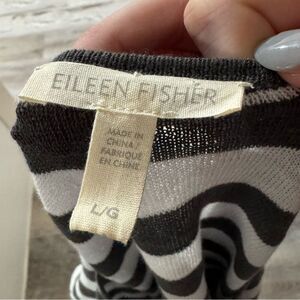 EILEEN FISHER
MADE IN
CHINA/
FABRIQUÉ
EN CHINE
L/G